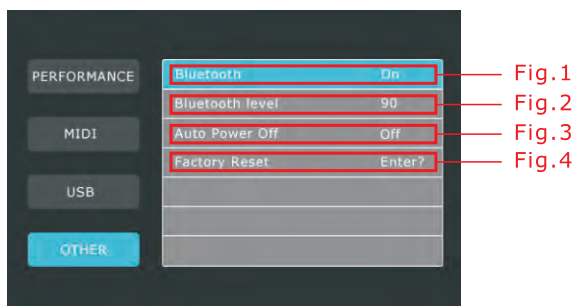 PERFORMANCE
MIDI
USB
OTHER
Bluetooth On
Bluetooth level 90
Auto Power Off Off
Factory Reset Enter?
Fig.1
Fig.2
Fig.3
Fig.4